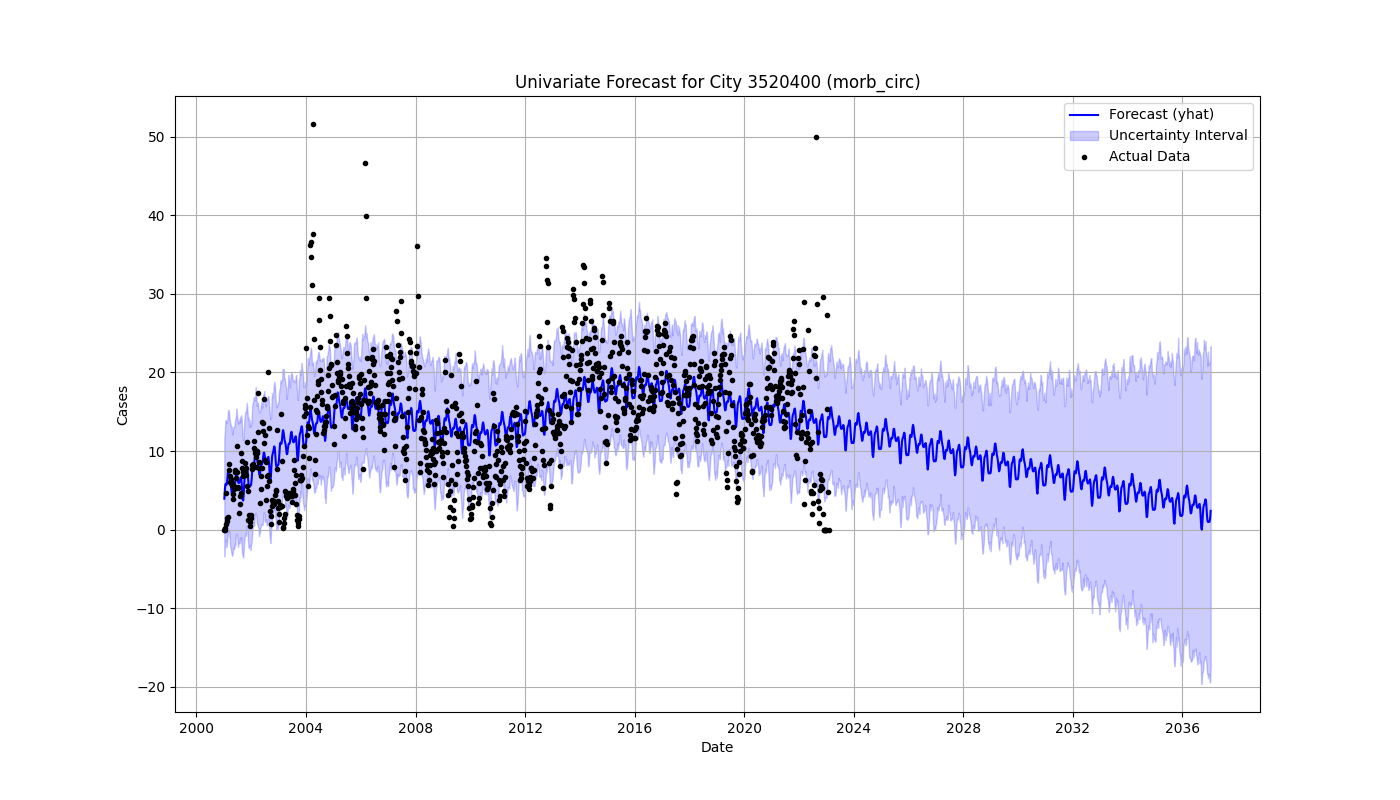 Univariate Forecast for City 3520400 (morb_circ)
Forecast (yhat)
Uncertainty Interval
Actual Data
Cases
50
40
30
20
10
0
−10
−20
2000 2004 2008 2012 2016 2020 2024 2028 2032 2036
Date